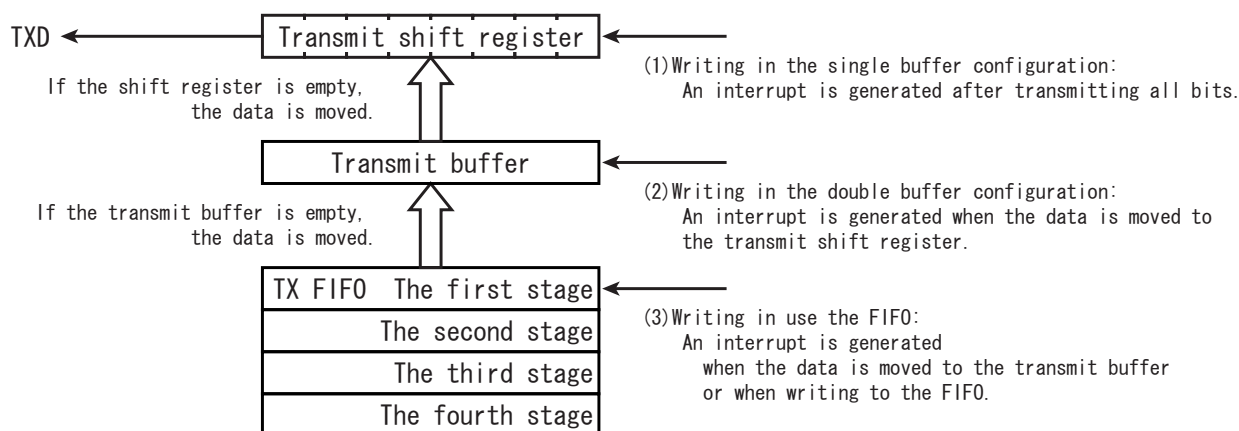 TXD
Transmit shift register
(1)Writing in the single buffer configuration:
An interrupt is generated after transmitting all bits.
If the shift register is empty,
the data is moved.
Transmit buffer
(2)Writing in the double buffer configuration:
An interrupt is generated when the data is moved to
the transmit shift register.
If the transmit buffer is empty,
the data is moved.
TX FIFO The first stage
The second stage
The third stage
The fourth stage
(3)Writing in use the FIFO:
An interrupt is generated
when the data is moved to the transmit buffer
or when writing to the FIFO.